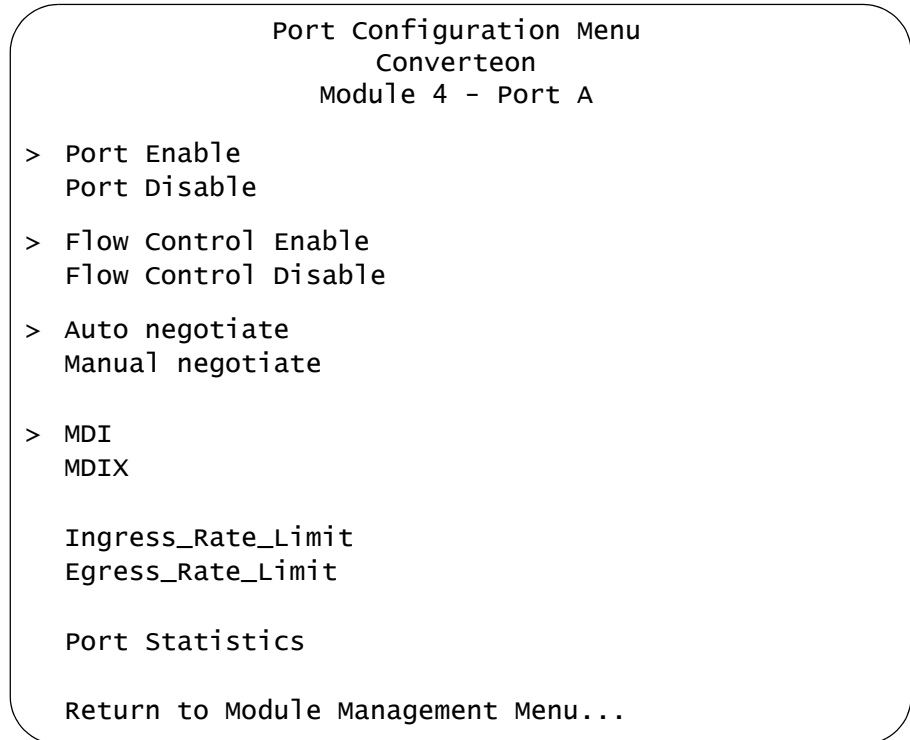 Port Configuration Menu
Converteon
Module 4 – Port A
> Port Enable
Port Disable
> Flow Control Enable
Flow Control Disable
> Auto negotiate
Manual negotiate
> MDI
MDIX
Ingress_Rate_Limit
Egress_Rate_Limit
Port Statistics
Return to Module Management Menu...